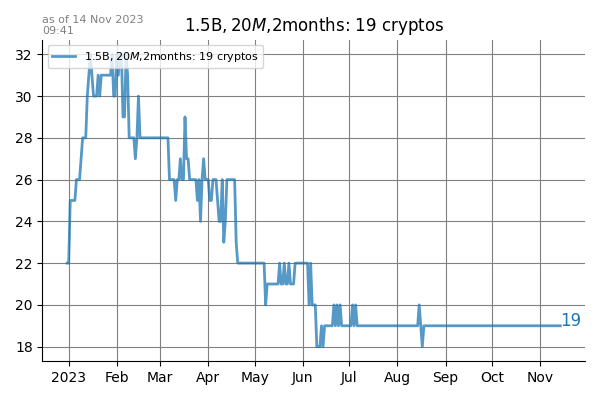 as of 14 Nov 2023
09:41
1.5B, 20M,2months: 19 cryptos
1.5B, 20M,2months: 19 cryptos
32
30
28
26
24
22
20
18
19
2023 Feb Mar Apr May Jun Jul Aug Sep Oct Nov